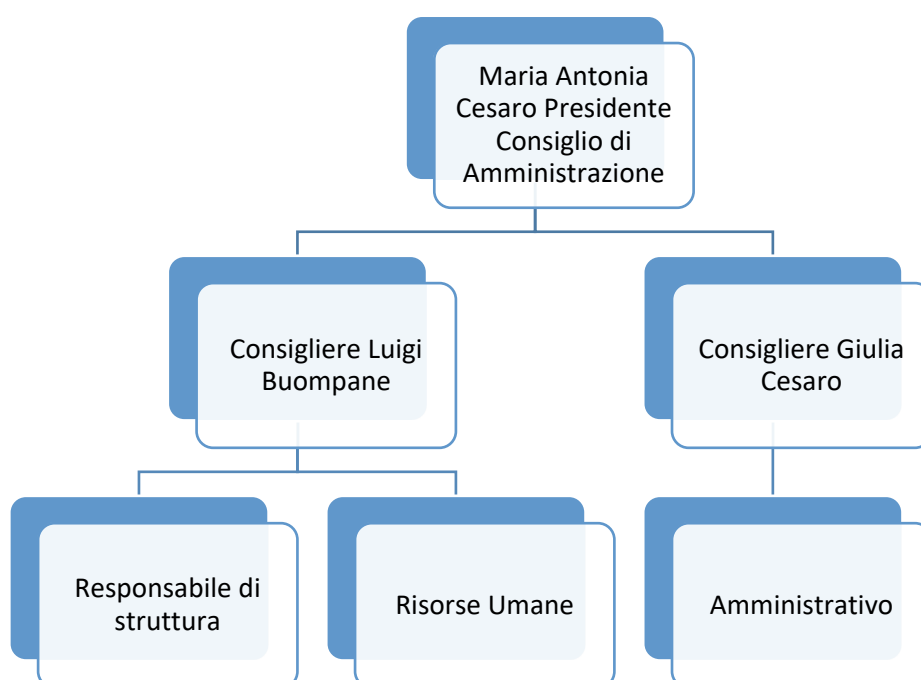 Maria Antonia
Cesaro Presidente
Consiglio di
Amministrazione
Consigliere Luigi
Buompane
Consigliere Giulia
Cesaro
Responsabile di
struttura
Risorse Umane
Amministrativo